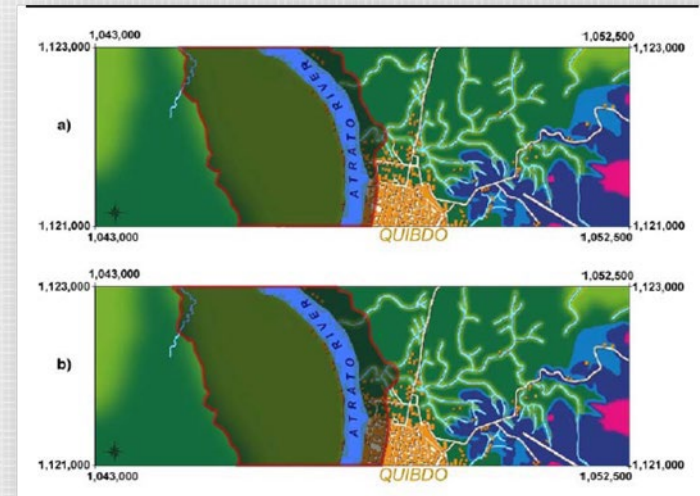 1,043,000 1,052,500
1,123,000 1,123,000
a)
ATRATO RIVER
1,121,000 1,121,000
1,043,000 QUIBDO 1,052,500
1,043,000 1,052,500
1,123,000 1,123,000
b)
ATRATO RIVER
1,121,000 1,121,000
1,043,000 QUIBDO 1,052,500